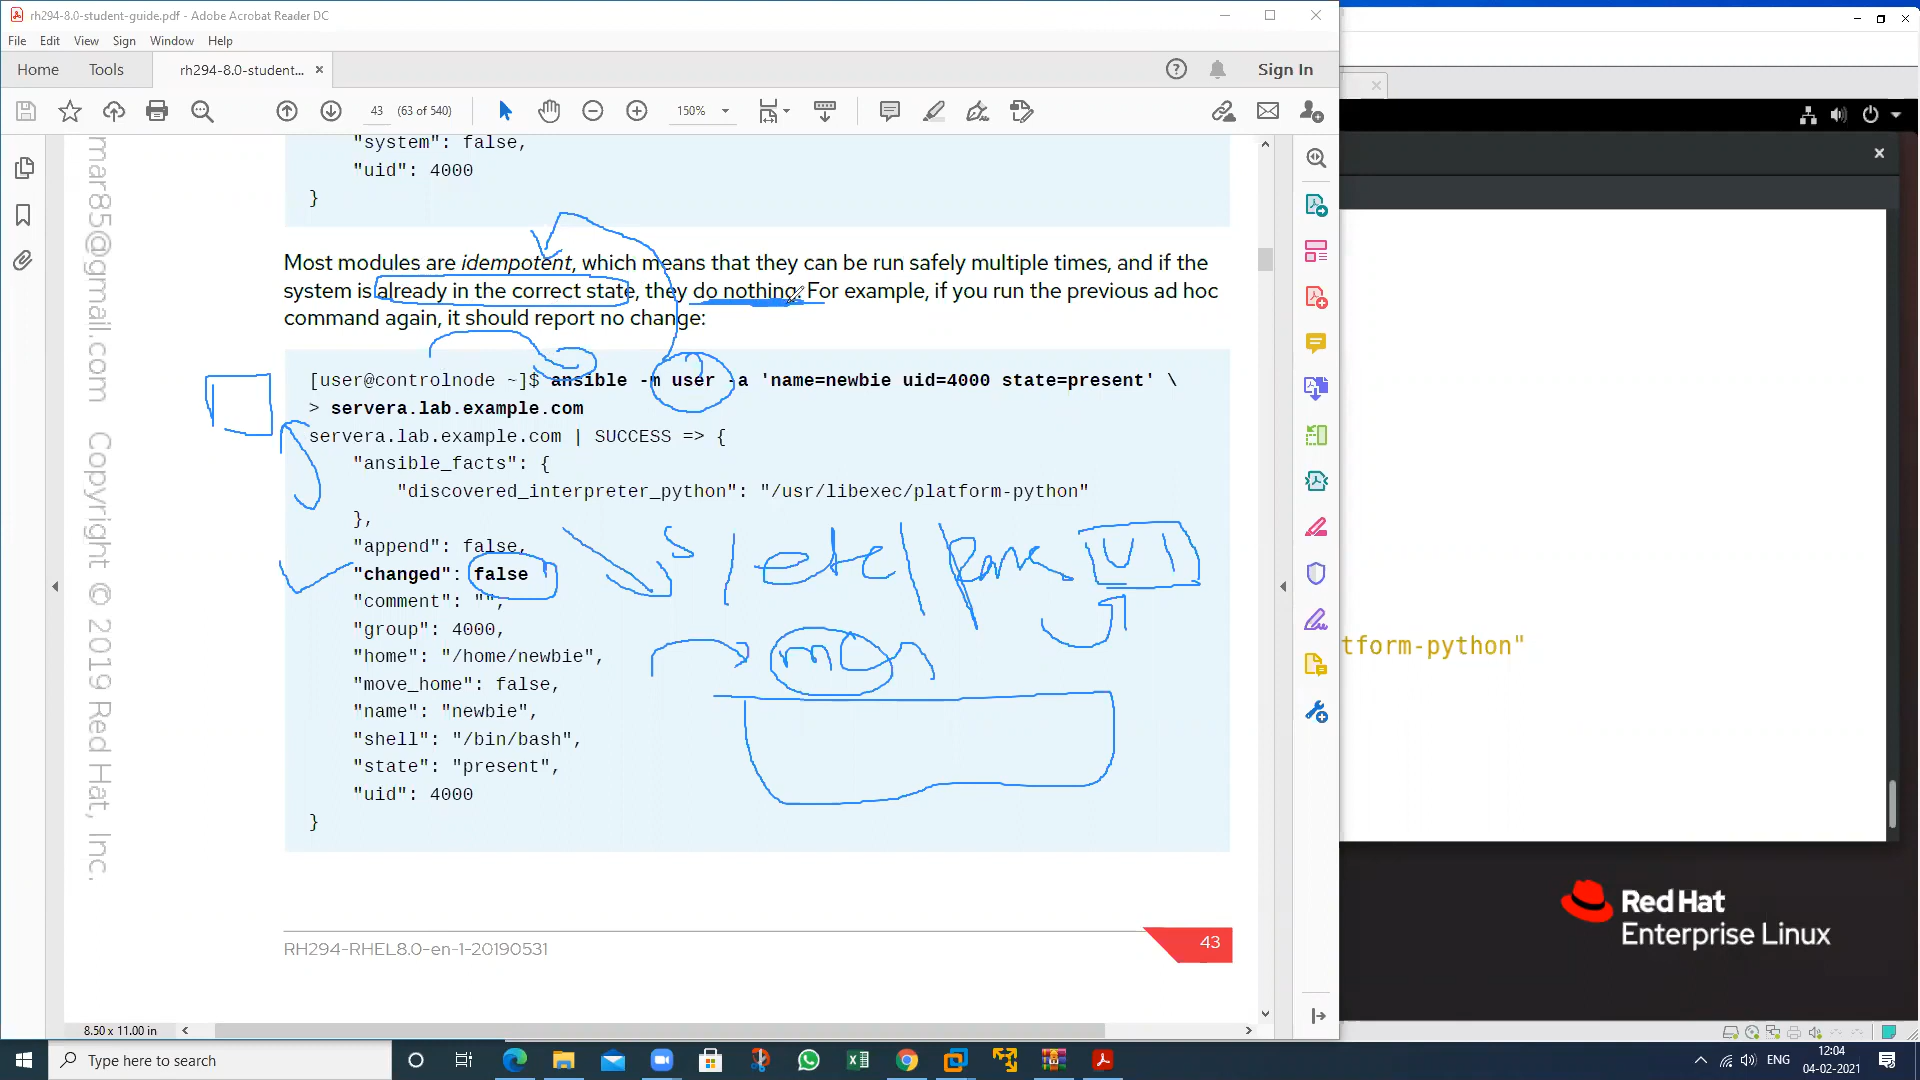 rh294-8.0-student-guide.pdf - Adobe Acrobat Reader DC
File Edit View Sign Window Help
Home Tools rh294-8.0-student... × Sign In
43 (63 of 540) 150%
"system": false,
"uid": 4000
}
Most modules are idempotent, which means that they can be run safely multiple times, and if the
system is already in the correct state, they do nothing. For example, if you run the previous ad hoc
command again, it should report no change:
[user@controlnode ~]$ ansible -m user -a 'name=newbie uid=4000 state=present' \
> servera.lab.example.com
servera.lab.example.com | SUCCESS => {
"ansible_facts": {
"discovered_interpreter_python": "/usr/libexec/platform-python"
},
"append": false,
"changed": false
"comment": "",
"group": 4000,
"home": "/home/newbie",
"move_home": false,
"name": "newbie",
"shell": "/bin/bash",
"state": "present",
"uid": 4000
}
/etc/
U1
RH294-RHEL8.0-en-1-20190531
43
mar85@gmail.com Copyright © 2019 Red Hat, Inc.
8.50 x 11.00 in
tform-python"
Red Hat
Enterprise Linux
Type here to search
ENG
12:04
04-02-2021